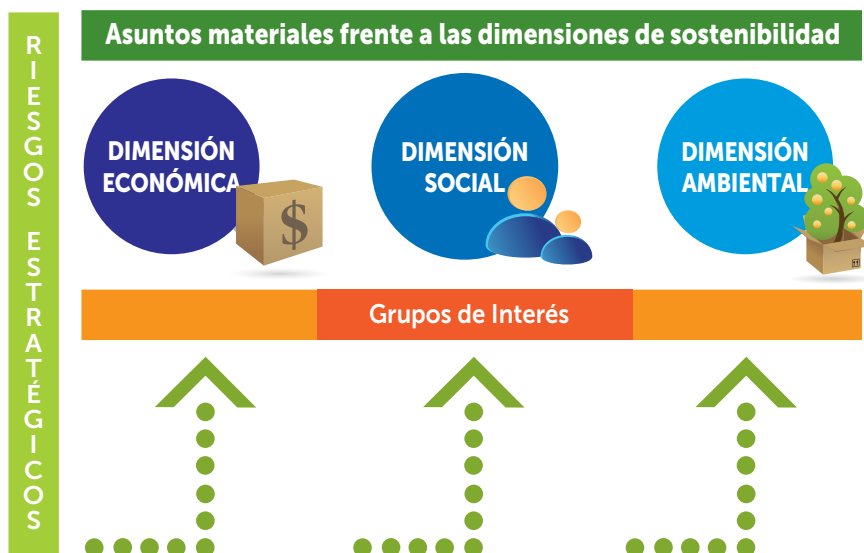 RIESGOS ESTRATÉGICOS
Asuntos materiales frente a las dimensiones de sostenibilidad
DIMENSIÓN
ECONÓMICA
$
DIMENSIÓN
SOCIAL
DIMENSIÓN
AMBIENTAL
Grupos de Interés